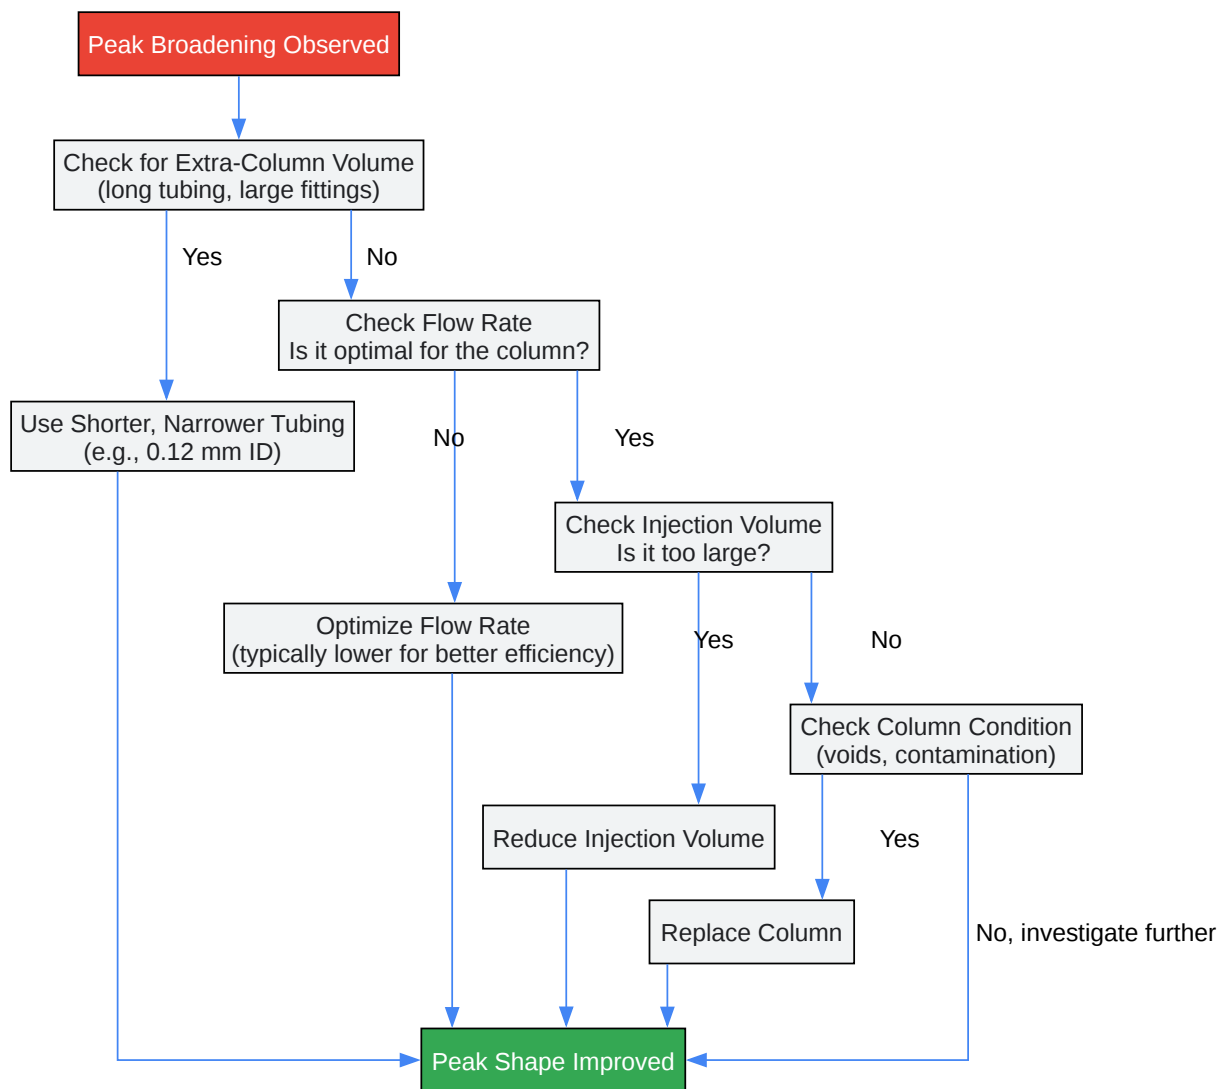 Peak Broadening Observed
Check for Extra-Column Volume
(long tubing, large fittings)
Yes
No
Check Flow Rate
Is it optimal for the column?
Use Shorter, Narrower Tubing
(e.g., 0.12 mm ID)
No
Yes
Check Injection Volume
Is it too large?
Optimize Flow Rate
(typically lower for better efficiency)
Yes
No
Check Column Condition
(voids, contamination)
Reduce Injection Volume
Yes
Replace Column
No, investigate further
Peak Shape Improved